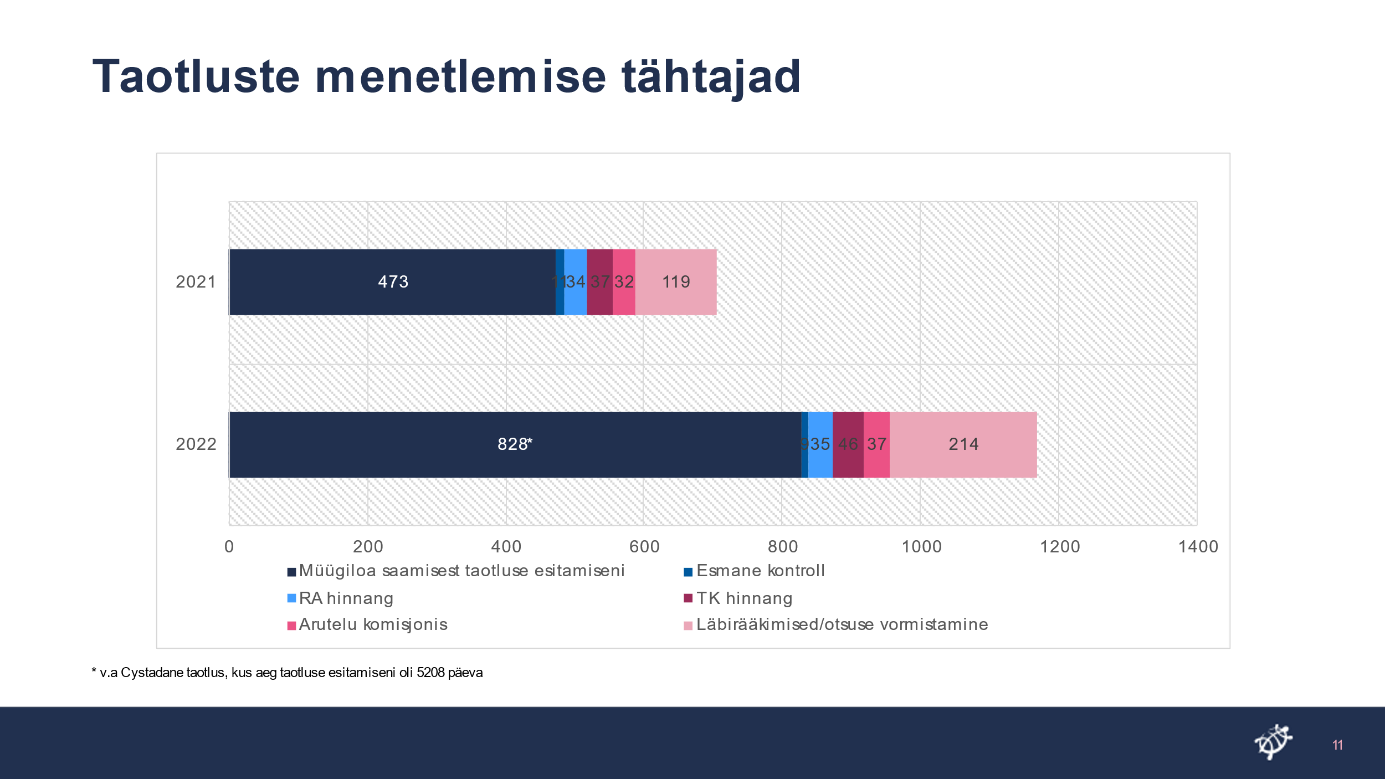 Taotluste menetlemise tähtajad
2021
473
11
34
37
32
119
2022
828*
9
35
46
37
214
0
200
400
600
800
1000
1200
1400
Müügiloa saamisest taotluse esitamiseni
Esmane kontroll
RA hinnang
TK hinnang
Arutelu komisjonis
Läbirääkimised/otsuse vormistamine
* v.a Cystadane taotlus, kus aeg taotluse esitamiseni oli 5208 päeva
11